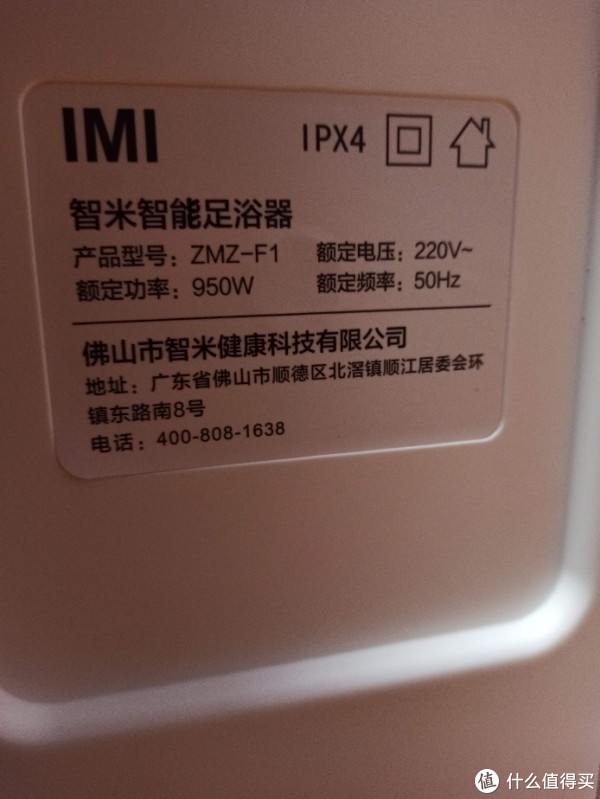 IMI
IPX4
智米智能足浴器
产品型号：ZMZ-F1 额定电压：220V~
额定功率：950W 额定频率：50Hz
佛山市智米健康科技有限公司
地址：广东省佛山市顺德区北滘镇顺江居委会环
镇东路南8号
电话：400-808-1638
值 什么值得买